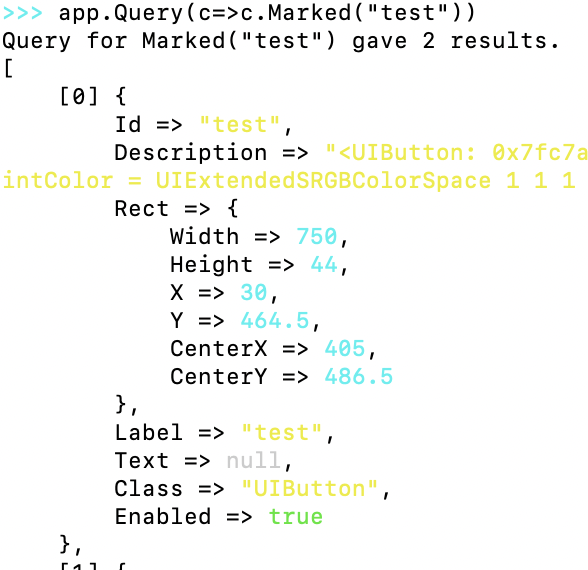 >>> app.Query(c=>c.Marked("test"))
Query for Marked("test") gave 2 results.
[
    [0] {
        Id => "test",
        Description => "<UIButton: 0x7fc7a
intColor = UIExtendedSRGBColorSpace 1 1 1
        Rect => {
            Width => 750,
            Height => 44,
            X => 30,
            Y => 464.5,
            CenterX => 405,
            CenterY => 486.5
        },
        Label => "test",
        Text => null,
        Class => "UIButton",
        Enabled => true
    },
    [1] {